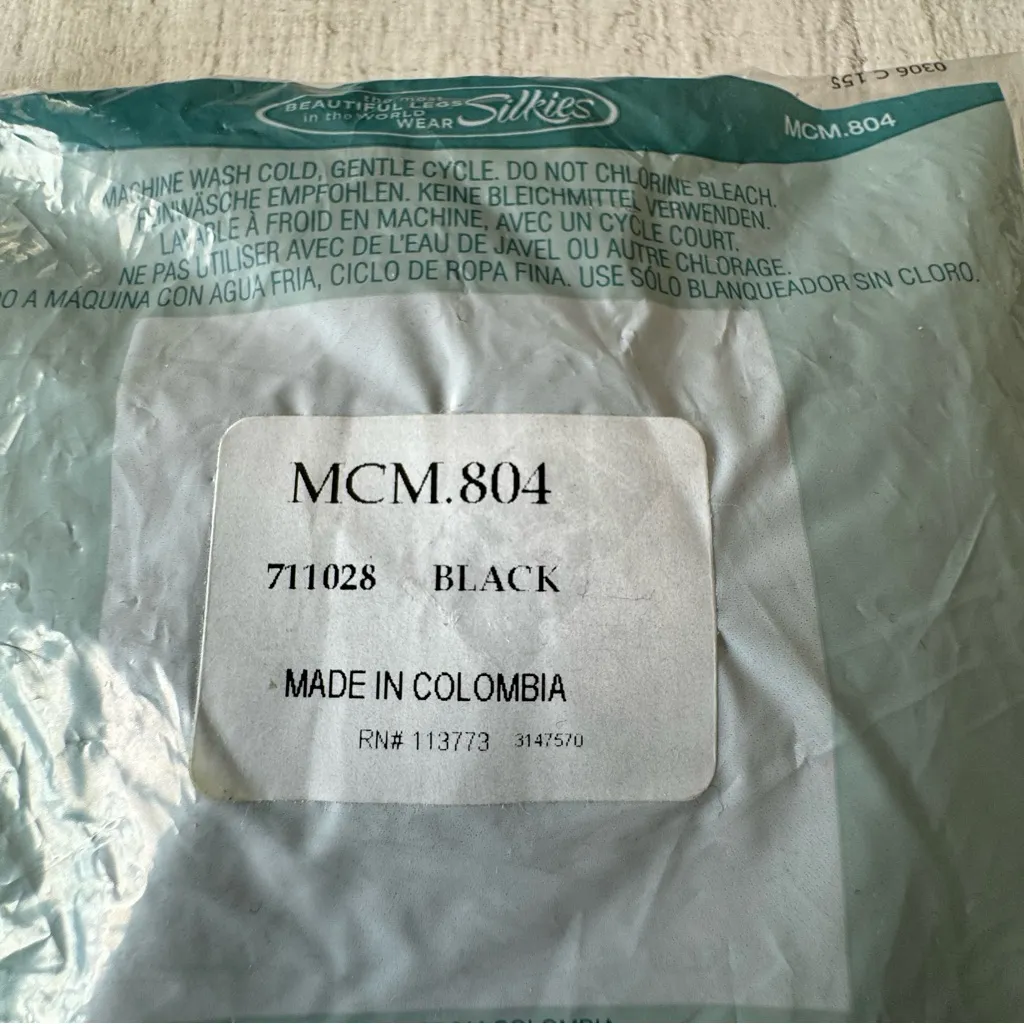 0306 C 155
the most
BEAUTIFUL LEGS
in the WORLD
WEAR Silkies
MCM.804
MACHINE WASH COLD, GENTLE CYCLE. DO NOT CHLORINE BLEACH.
FEINWÄSCHE EMPFOHLEN. KEINE BLEICHMITTEL VERWENDEN.
LAVABLE À FROID EN MACHINE, AVEC UN CYCLE COURT.
NE PAS UTILISER AVEC DE L'EAU DE JAVEL OU AUTRE CHLORAGE.
A MÁQUINA CON AGUA FRIA, CICLO DE ROPA FINA. USE SÓLO BLANQUEADOR SIN CLORO.
MCM.804
711028 BLACK
MADE IN COLOMBIA
RN# 113773 3147570
COLOMBIA